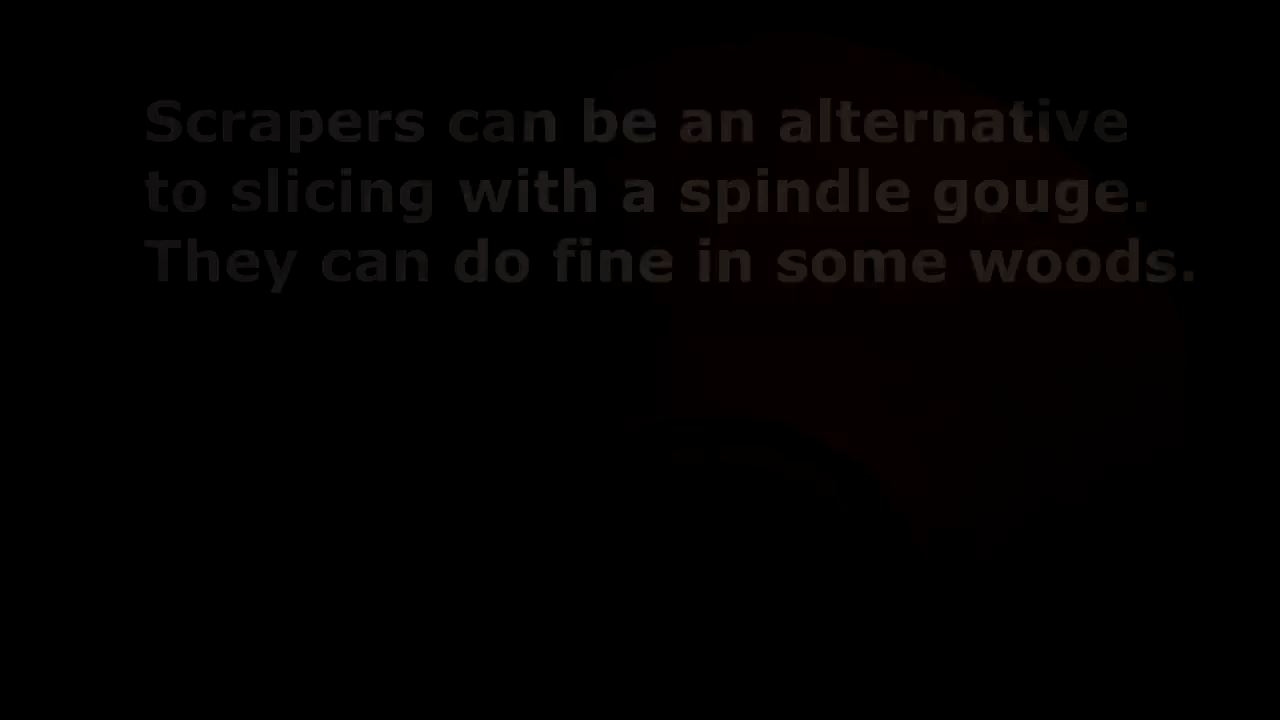 Scrapers can be an alternative
to slicing with a spindle gouge.
They can do fine in some woods.